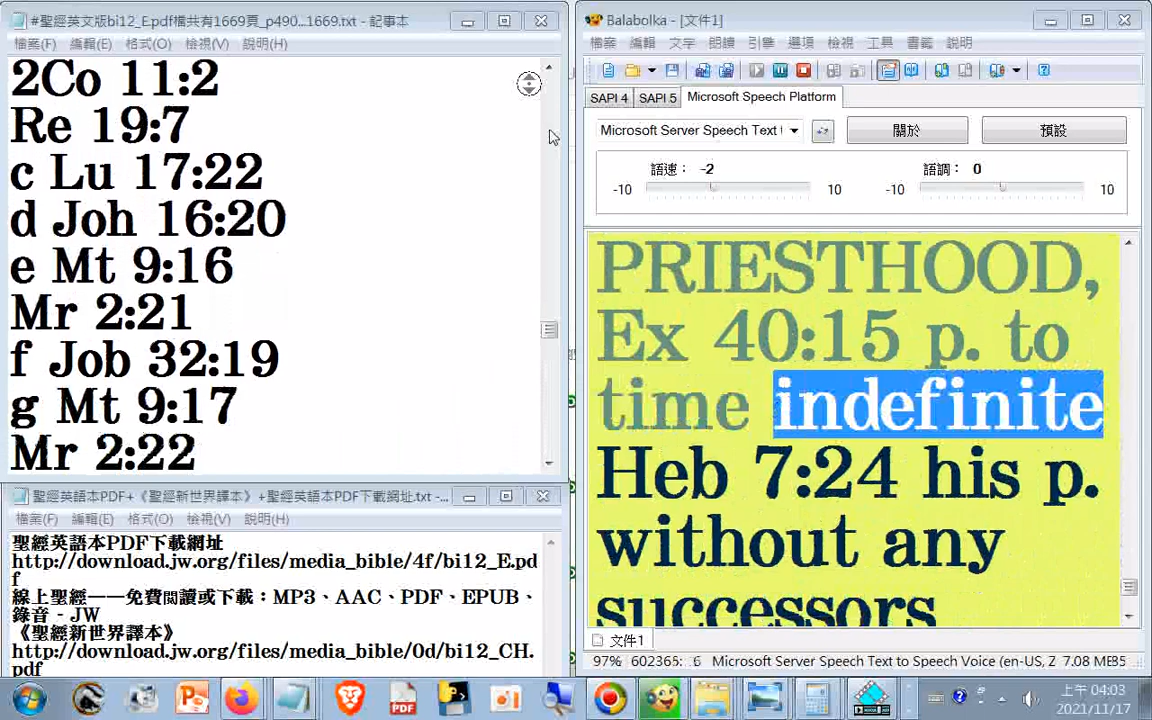 #聖經英文版bi12_E.pdf檔共有1669頁_p490...1669.txt - 記事本
檔案(F) 編輯(E) 格式(O) 檢視(V) 說明(H)
2Co 11:2
Re 19:7
c Lu 17:22
d Joh 16:20
e Mt 9:16
Mr 2:21
f Job 32:19
g Mt 9:17
Mr 2:22
聖經英語本PDF+《聖經新世界譯本》+聖經英語本PDF下載網址.txt -...
檔案(F) 編輯(E) 格式(O) 檢視(V) 說明(H)
聖經英語本PDF下載網址
http://download.jw.org/files/media_bible/4f/bi12_E.pd
f
線上聖經——免費閱讀或下載：MP3、AAC、PDF、EPUB、
錄音 - JW
《聖經新世界譯本》
http://download.jw.org/files/media_bible/0d/bi12_CH.
pdf
Balabolka - [文件1]
檔案 編輯 文字 朗讀 引擎 選項 檢視 工具 書籤 說明
SAPI 4 SAPI 5 Microsoft Speech Platform
Microsoft Server Speech Text t 關於 預設
語速： -2 語調： 0
-10 10 -10 10
PRIESTHOOD,
Ex 40:15 p. to
time indefinite
Heb 7:24 his p.
without any
successors
文件1
97% 602365: 6 Microsoft Server Speech Text to Speech Voice (en-US, Z 7.08 MB
上午 04:03
2021/11/17